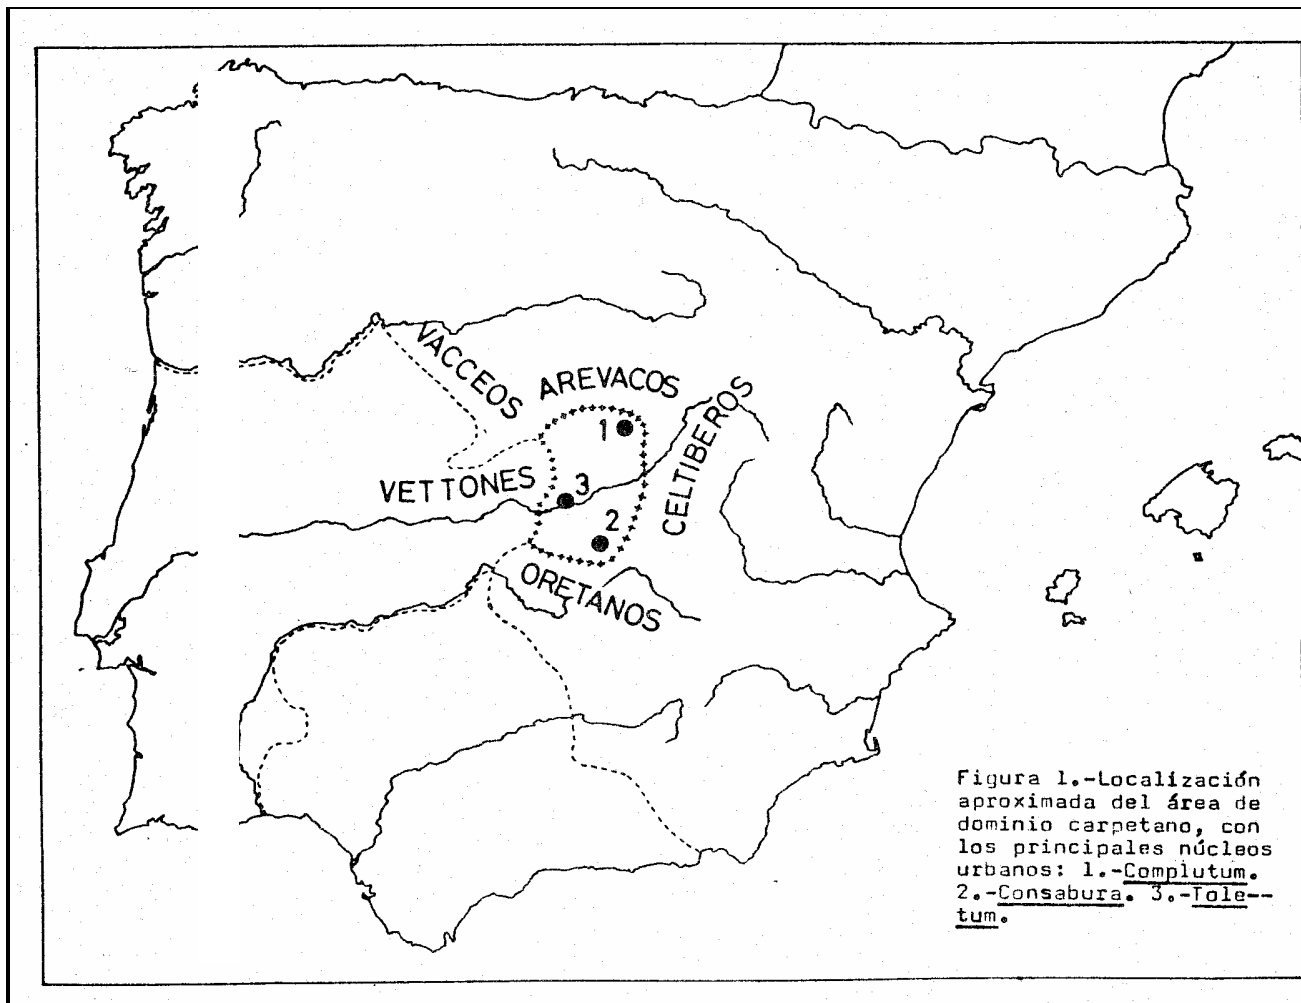 VACCEOS
AREVACOS
1
CELTIBEROS
VETTONES
3
2
ORETANOS
Figura 1.-Localización
aproximada del área de
dominio carpetano, con
los principales núcleos
urbanos: 1.-Complutum.
2.-Consabura. 3.-Tole--
tum.